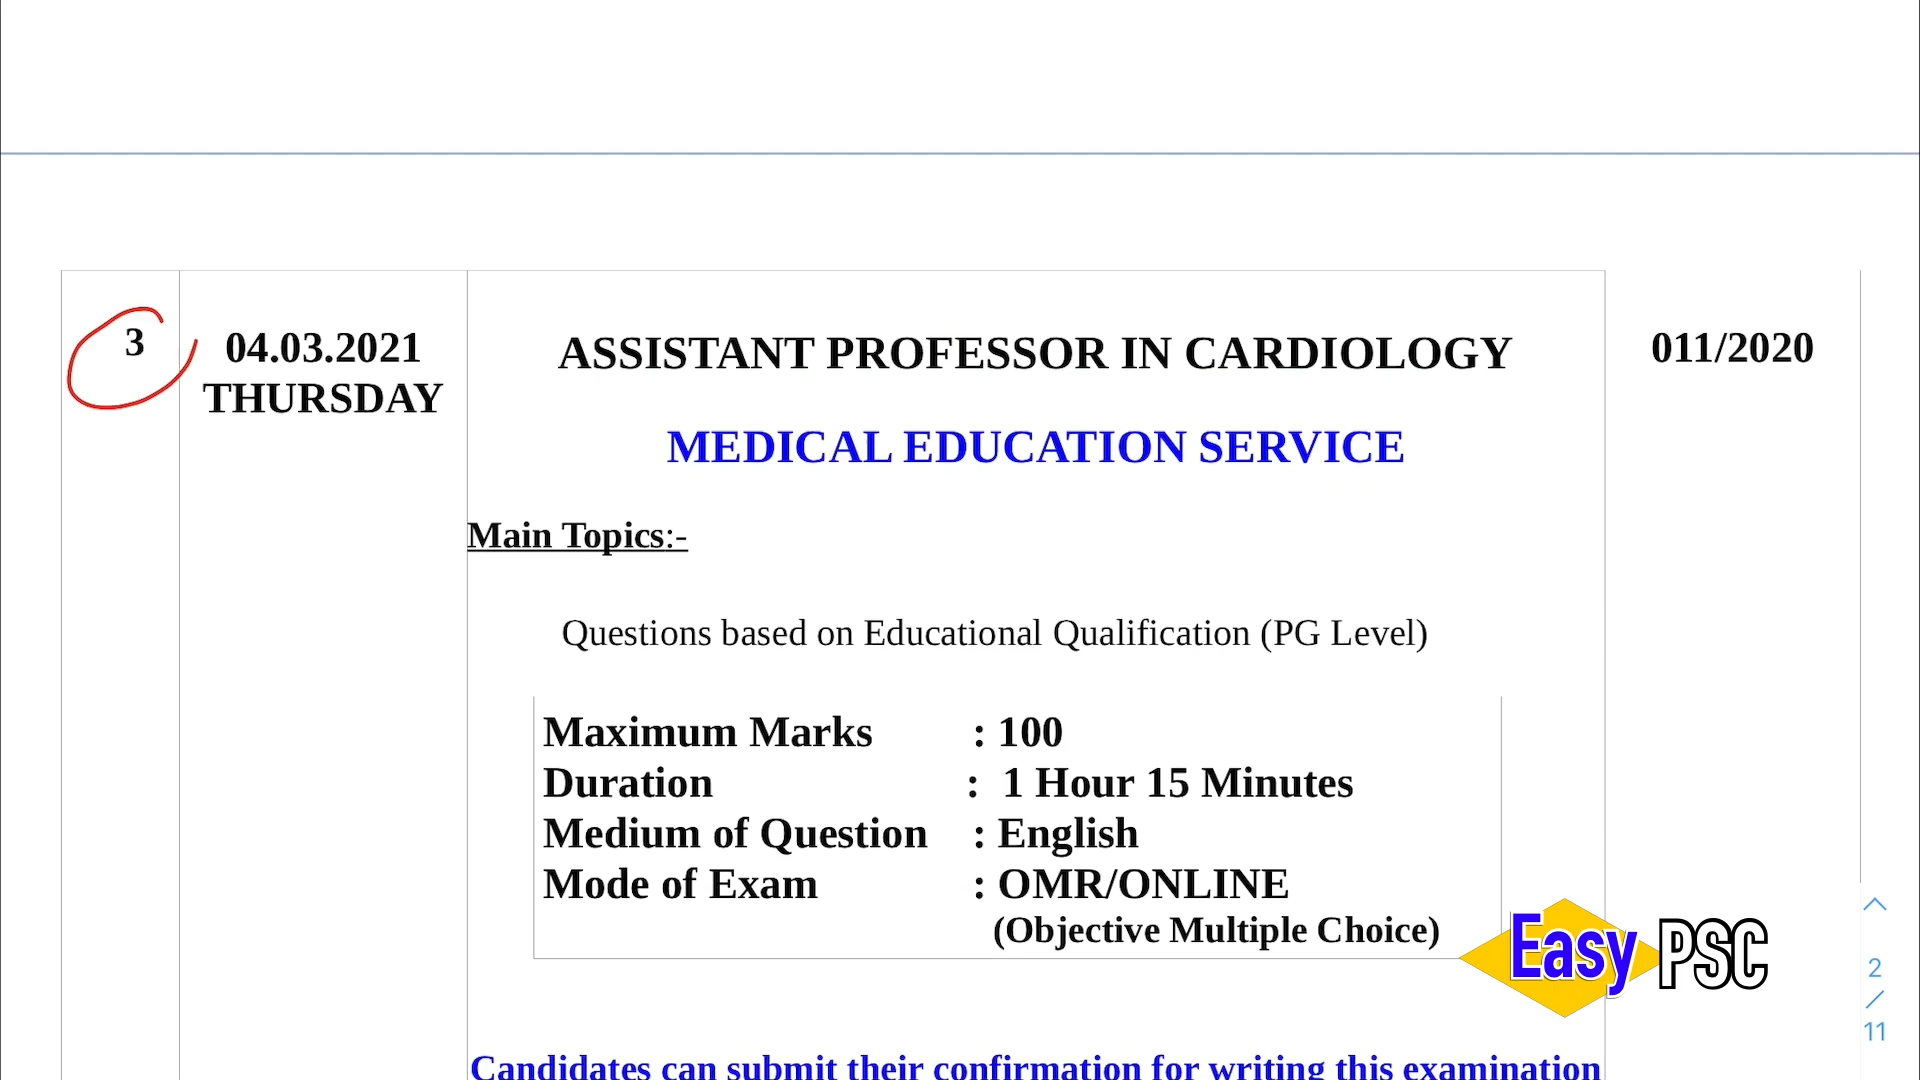 3
04.03.2021
THURSDAY
ASSISTANT PROFESSOR IN CARDIOLOGY
011/2020
MEDICAL EDUCATION SERVICE
Main Topics:-
Questions based on Educational Qualification (PG Level)
Maximum Marks : 100
Duration : 1 Hour 15 Minutes
Medium of Question : English
Mode of Exam : OMR/ONLINE
(Objective Multiple Choice)
Easy PSC
2
/
11
Candidates can submit their confirmation for writing this examination